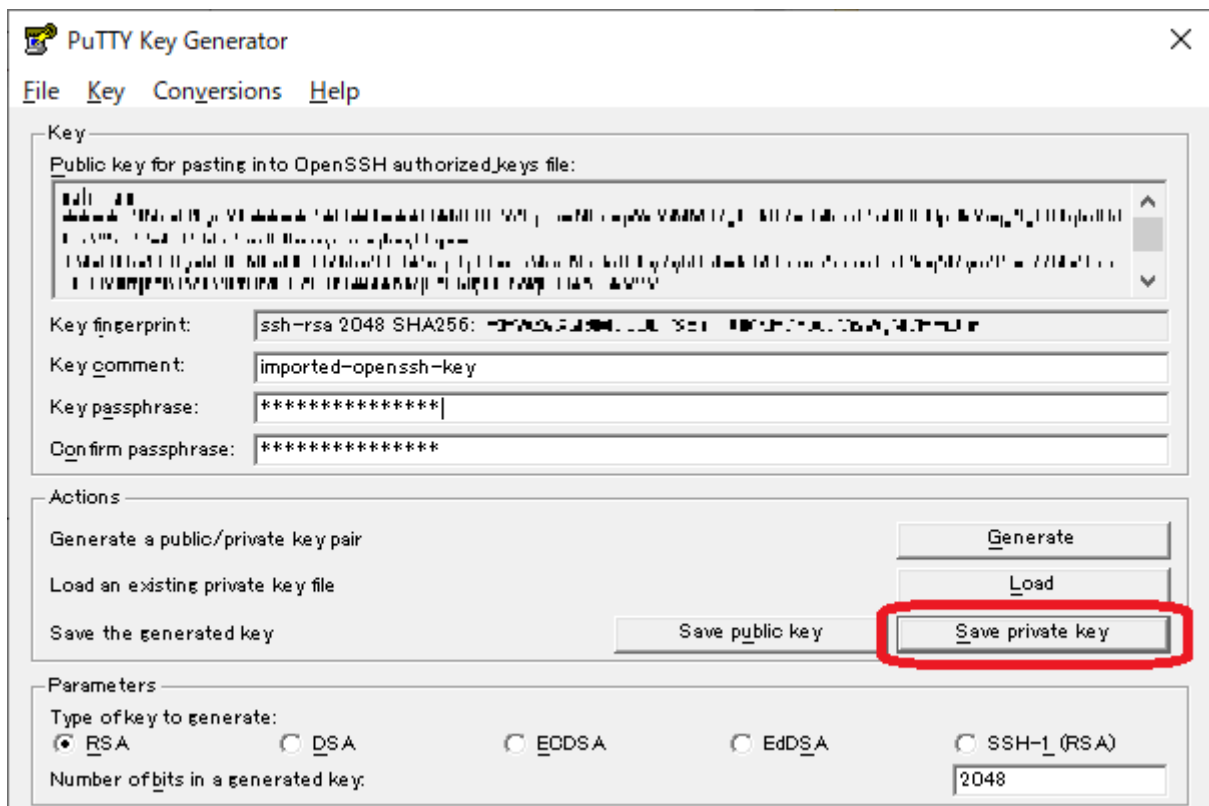 PuTTY Key Generator
File Key Conversions Help
Key
Public key for pasting into OpenSSH authorized_keys file:
Key fingerprint: ssh-rsa 2048 SHA256:
Key comment: imported-openssh-key
Key passphrase: ***************
Confirm passphrase: ***************
Actions
Generate a public/private key pair Generate
Load an existing private key file Load
Save the generated key Save public key Save private key
Parameters
Type of key to generate:
RSA DSA ECDSA EdDSA SSH-1 (RSA)
Number of bits in a generated key: 2048